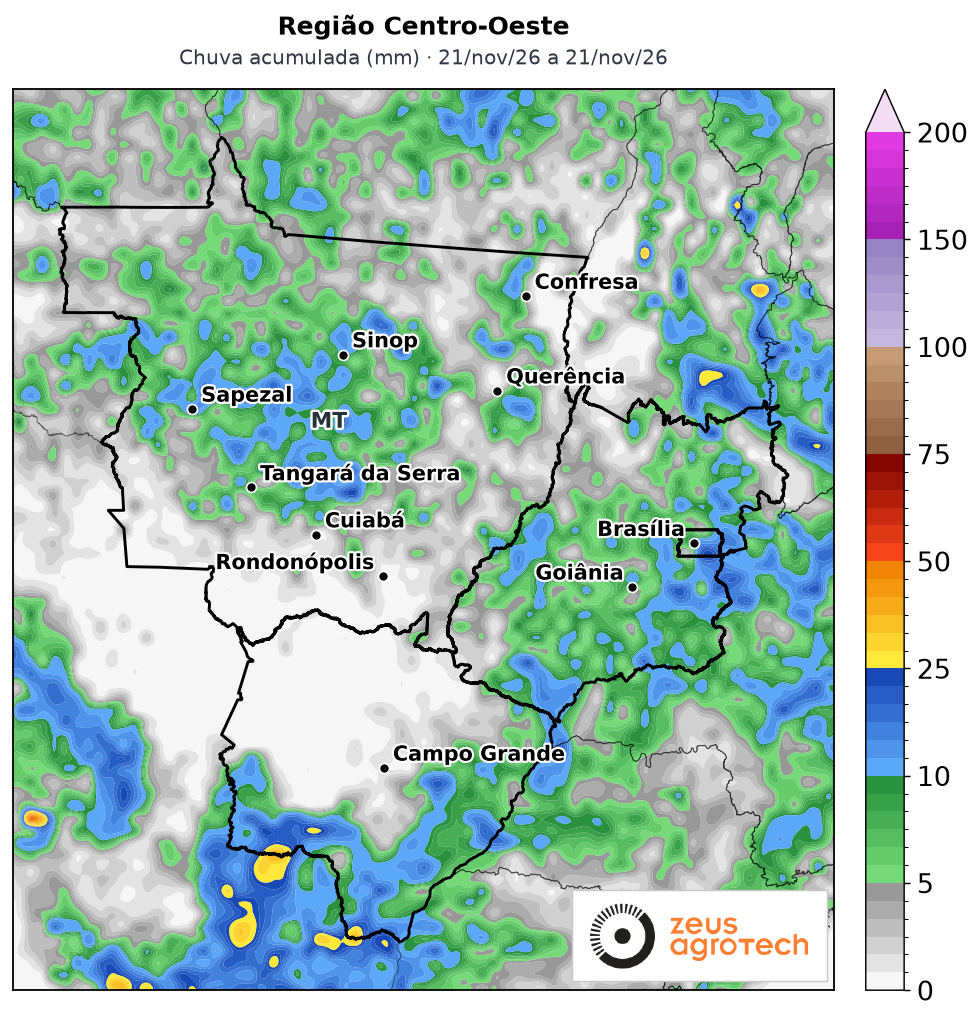 Região Centro-Oeste
Chuva acumulada (mm) · 21/nov/26 a 21/nov/26
200
150
100
75
50
25
10
5
0
Confresa
Sinop
Querência
Sapezal
MT
Tangará da Serra
Cuiabá
Brasília
Rondonópolis
Goiânia
Campo Grande
zeus
agrotech